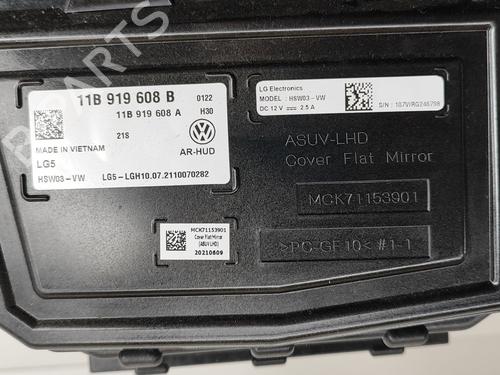 11B 919 608 B 0122
11B 919 608 A H30
21S
MADE IN VIETNAM
LG5
AR-HUD
HSW03-VW LG5-LGH10.07.2110070282
LG Electronics
MODEL : HSW03-VW
DC 12 V 2.5 A
S/N : 107VIRG246798
ASUV-LHD
Cover Flat Mirror
MCK71153901
>PC-GF10< #1-1
MCK71153901
Cover Flat Mirror
(ASUV LHD)
20210809
PARTS